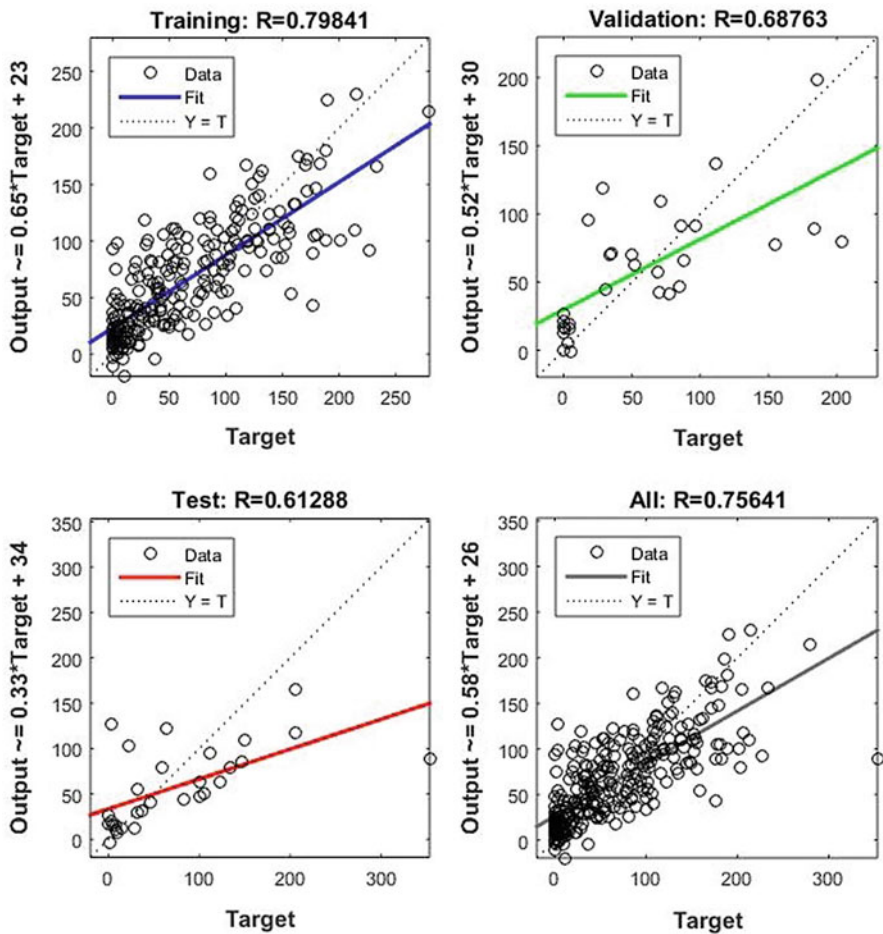 Training: R=0.79841
Output ~= 0.65*Target + 23
250
200
150
100
50
0
Data
Fit
Y = T
0 50 100 150 200 250
Target
Validation: R=0.68763
Output ~= 0.52*Target + 30
200
150
100
50
0
Data
Fit
Y = T
0 50 100 150 200
Target
Test: R=0.61288
Output ~= 0.33*Target + 34
350
300
250
200
150
100
50
0
Data
Fit
Y = T
0 100 200 300
Target
All: R=0.75641
Output ~= 0.58*Target + 26
350
300
250
200
150
100
50
0
Data
Fit
Y = T
0 100 200 300
Target